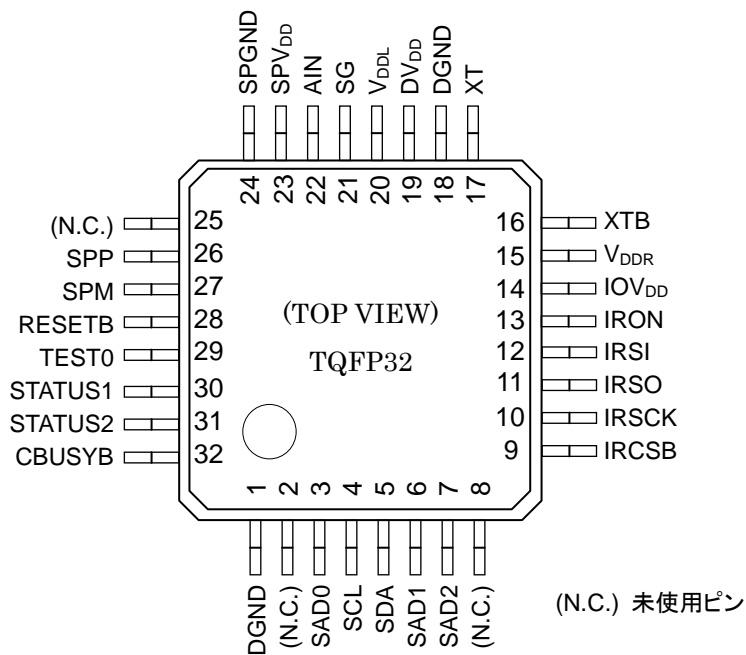 SPGND
SPVDD
AIN
SG
VDDL
DVDD
DGND
XT
24
23
22
21
20
19
18
17
(N.C.) 25
SPP 26
SPM 27
RESETB 28
TEST0 29
STATUS1 30
STATUS2 31
CBUSYB 32
(TOP VIEW)
TQFP32
16 XTB
15 VDDR
14 IOVDD
13 IRON
12 IRSI
11 IRSO
10 IRSCK
9 IRCSB
1
2
3
4
5
6
7
8
DGND
(N.C.)
SAD0
SCL
SDA
SAD1
SAD2
(N.C.)
(N.C.) 未使用ピン